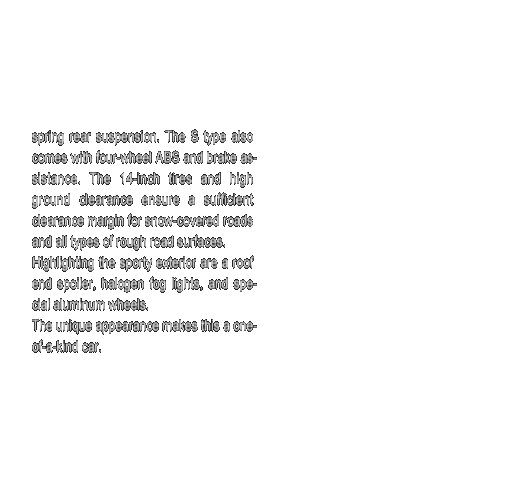 spring rear suspension. The S type also
comes with four-wheel ABS and brake as-
sistance. The 14-inch tires and high
ground clearance ensure a sufficient
clearance margin for snow-covered roads
and all types of rough road surfaces.
Highlighting the sporty exterior are a roof
end spoiler, halogen fog lights, and spe-
cial aluminum wheels.
The unique appearance makes this a one-
of-a-kind car.